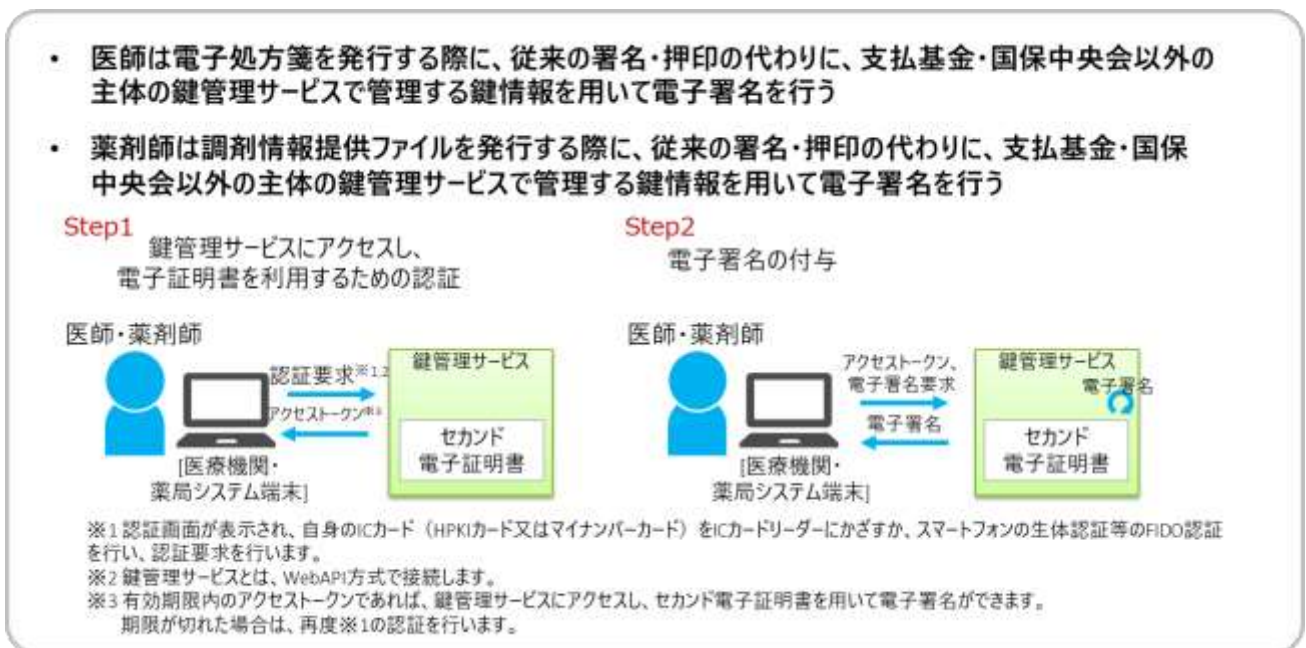 • 医師は電子処方箋を発行する際に、従来の署名・押印の代わりに、支払基金・国保中央会以外の
主体の鍵管理サービスで管理する鍵情報を用いて電子署名を行う
• 薬剤師は調剤情報提供ファイルを発行する際に、従来の署名・押印の代わりに、支払基金・国保
中央会以外の主体の鍵管理サービスで管理する鍵情報を用いて電子署名を行う
Step1
鍵管理サービスにアクセスし、
電子証明書を利用するための認証
医師・薬剤師
認証要求※1,2
アクセストークン※3
[医療機関・
薬局システム端末]
鍵管理サービス
セカンド
電子証明書
Step2
電子署名の付与
医師・薬剤師
アクセストークン、
電子署名要求
電子署名
[医療機関・
薬局システム端末]
鍵管理サービス
電子署名
セカンド
電子証明書
※1 認証画面が表示され、自身のICカード（HPKIカード又はマイナンバーカード）をICカードリーダーにかざすか、スマートフォンの生体認証等のFIDO認証
を行い、認証要求を行います。
※2 鍵管理サービスとは、WebAPI方式で接続します。
※3 有効期限内のアクセストークンであれば、鍵管理サービスにアクセスし、セカンド電子証明書を用いて電子署名ができます。
期限が切れた場合は、再度※1の認証を行います。